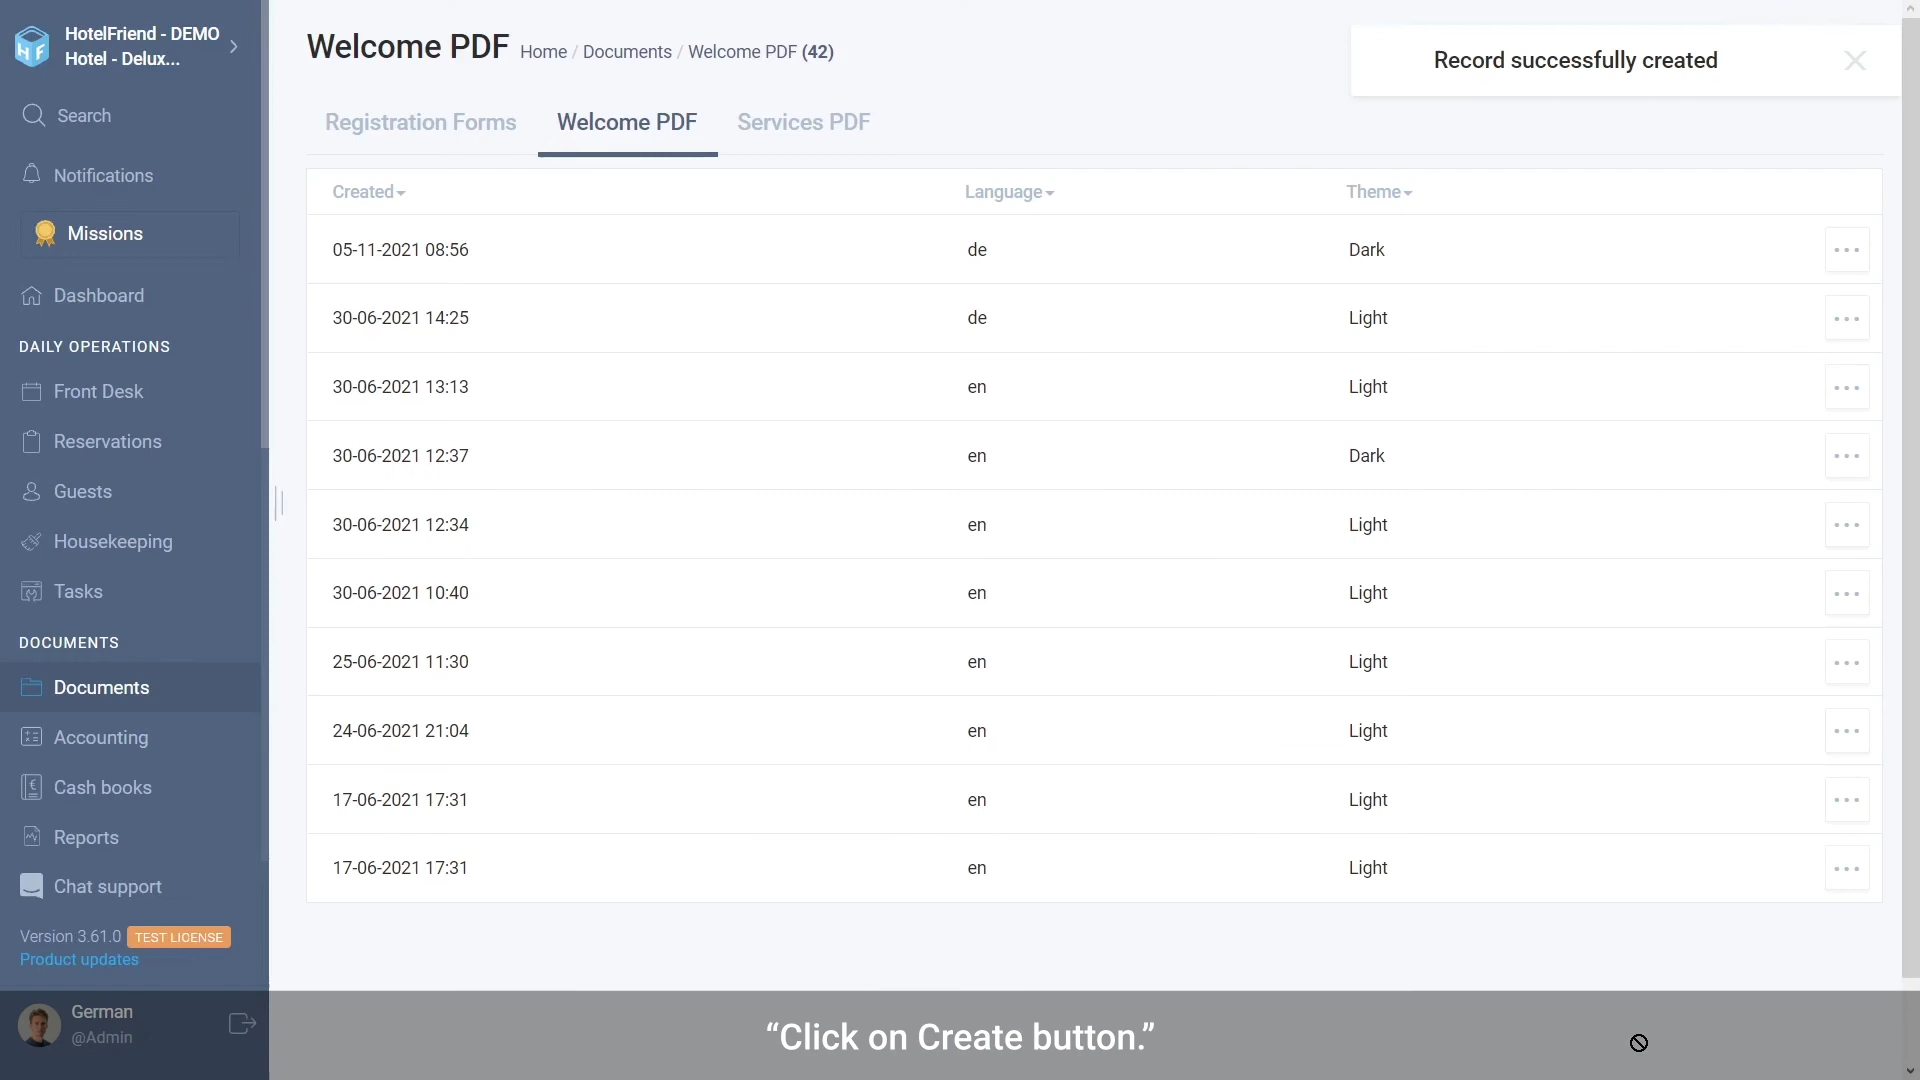 HotelFriend - DEMO
Hotel - Delux...
Search
Notifications
Missions
Dashboard
DAILY OPERATIONS
Front Desk
Reservations
Guests
Housekeeping
Tasks
DOCUMENTS
Documents
Accounting
Cash books
Reports
Chat support
Version 3.61.0 TEST LICENSE
Product updates
German
@Admin
Welcome PDF Home / Documents / Welcome PDF (42)
Record successfully created
Registration Forms Welcome PDF Services PDF
Created Language Theme
05-11-2021 08:56 de Dark
30-06-2021 14:25 de Light
30-06-2021 13:13 en Light
30-06-2021 12:37 en Dark
30-06-2021 12:34 en Light
30-06-2021 10:40 en Light
25-06-2021 11:30 en Light
24-06-2021 21:04 en Light
17-06-2021 17:31 en Light
17-06-2021 17:31 en Light
“Click on Create button.”